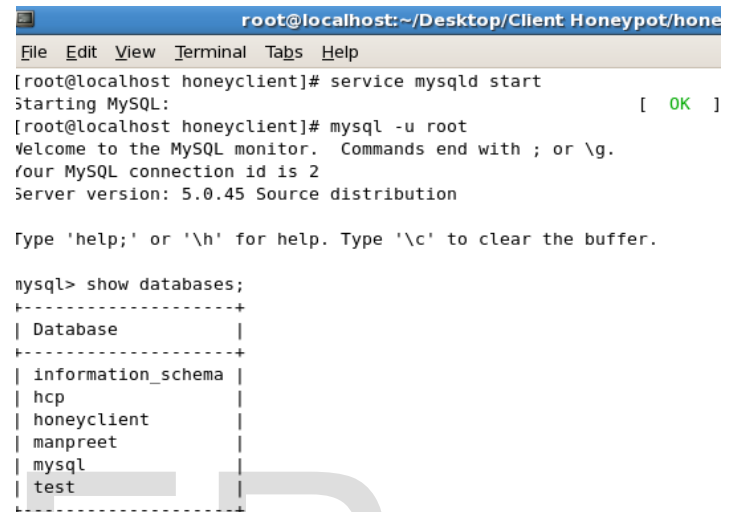 root@localhost:~/Desktop/Client Honeypot/hone
File Edit View Terminal Tabs Help
[root@localhost honeyclient]# service mysqld start
Starting MySQL: [ OK ]
[root@localhost honeyclient]# mysql -u root
Welcome to the MySQL monitor. Commands end with ; or \g.
Your MySQL connection id is 2
Server version: 5.0.45 Source distribution
Type 'help;' or '\h' for help. Type '\c' to clear the buffer.
mysql> show databases;
+--------------------+
| Database |
+--------------------+
| information_schema |
| hcp |
| honeyclient |
| manpreet |
| mysql |
| test |
+--------------------+